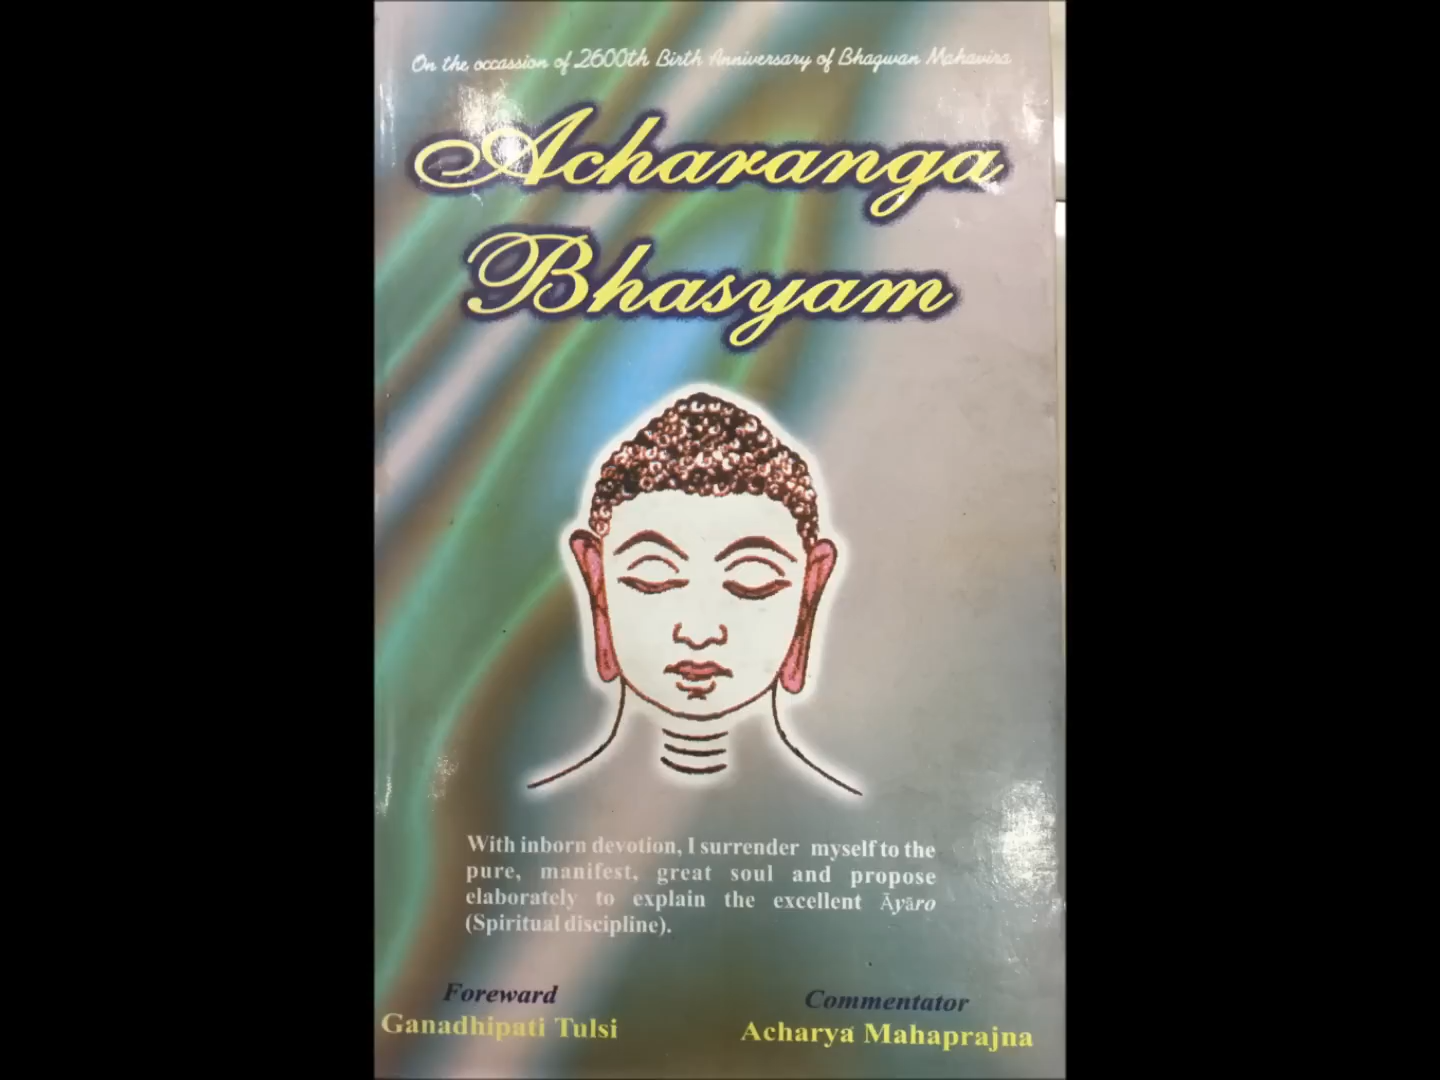 On the occassion of 2600th Birth Anniversary of Bhagwan Mahavira
Acharanga
Bhasyam
With inborn devotion, I surrender myself to the
pure, manifest, great soul and propose
elaborately to explain the excellent Āyāro
(Spiritual discipline).
Foreward
Commentator
Ganadhipati Tulsi
Acharya Mahaprajna